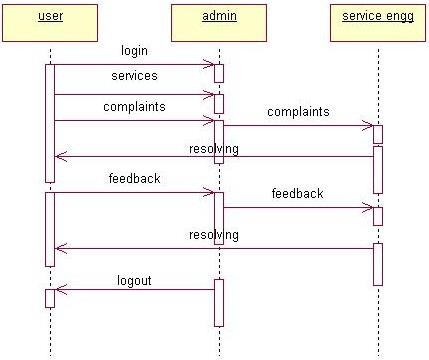 user
admin
service engg
login
services
complaints
complaints
resolving
feedback
feedback
resolving
logout